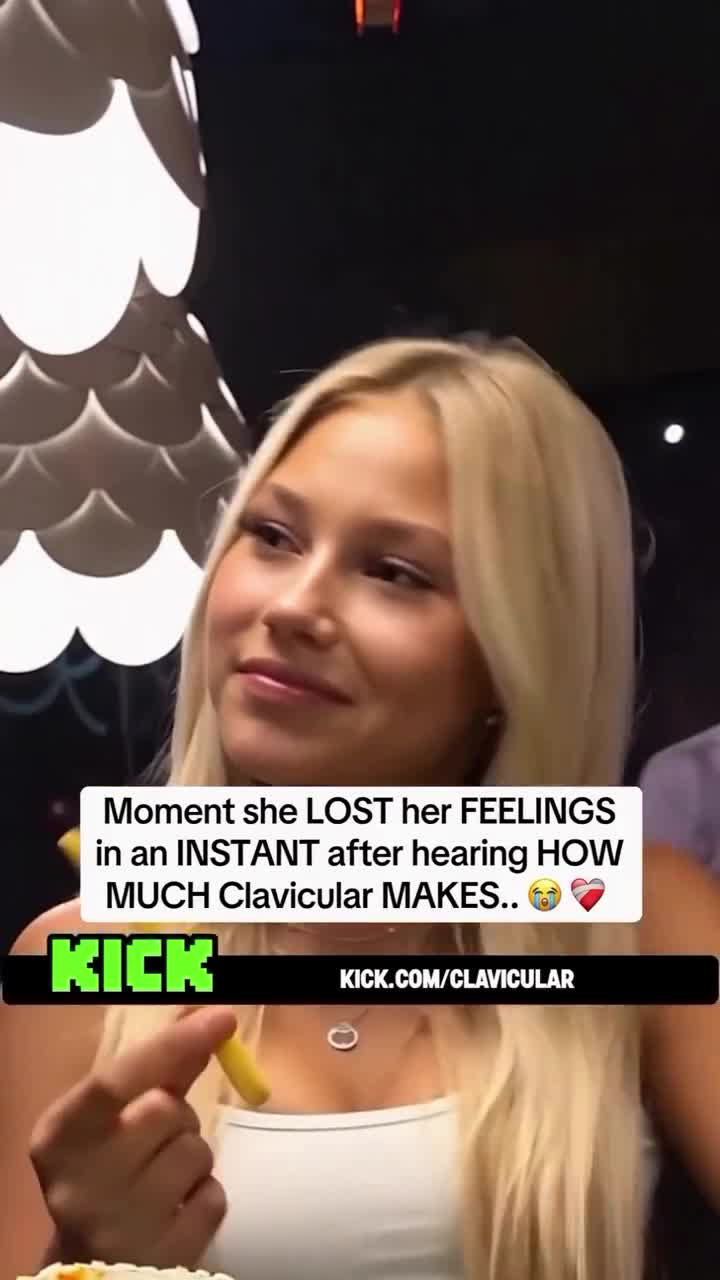 Moment she LOST her FEELINGS
in an INSTANT after hearing HOW
MUCH Clavicular MAKES.. 😭 ❤️‍🩹
KICK
KICK.COM/CLAVICULAR